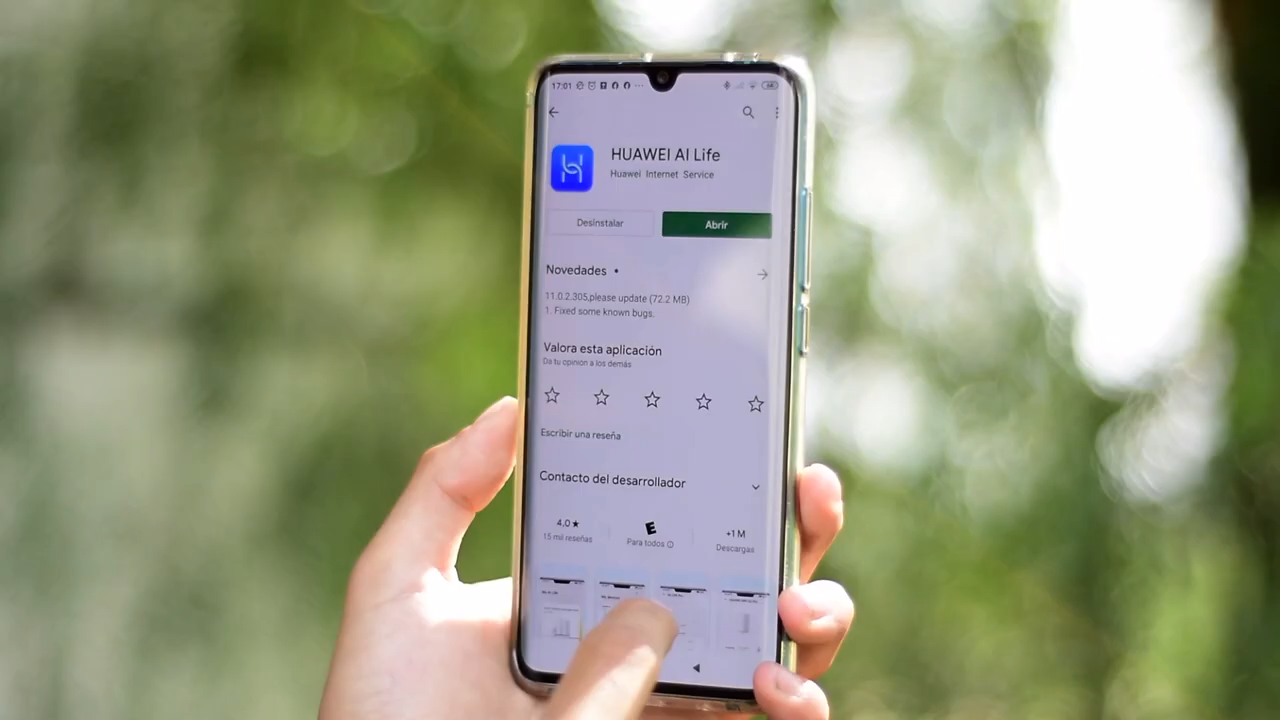 17:01
HUAWEI AI Life
Huawei Internet Service
Desinstalar
Abrir
Novedades •
11.0.2.305,please update (72.2 MB)
1. Fixed some known bugs.
Valora esta aplicación
Da tu opinión a los demás
Escribir una reseña
Contacto del desarrollador
4,0★
15 mil reseñas
E
Para todos
+1 M
Descargas